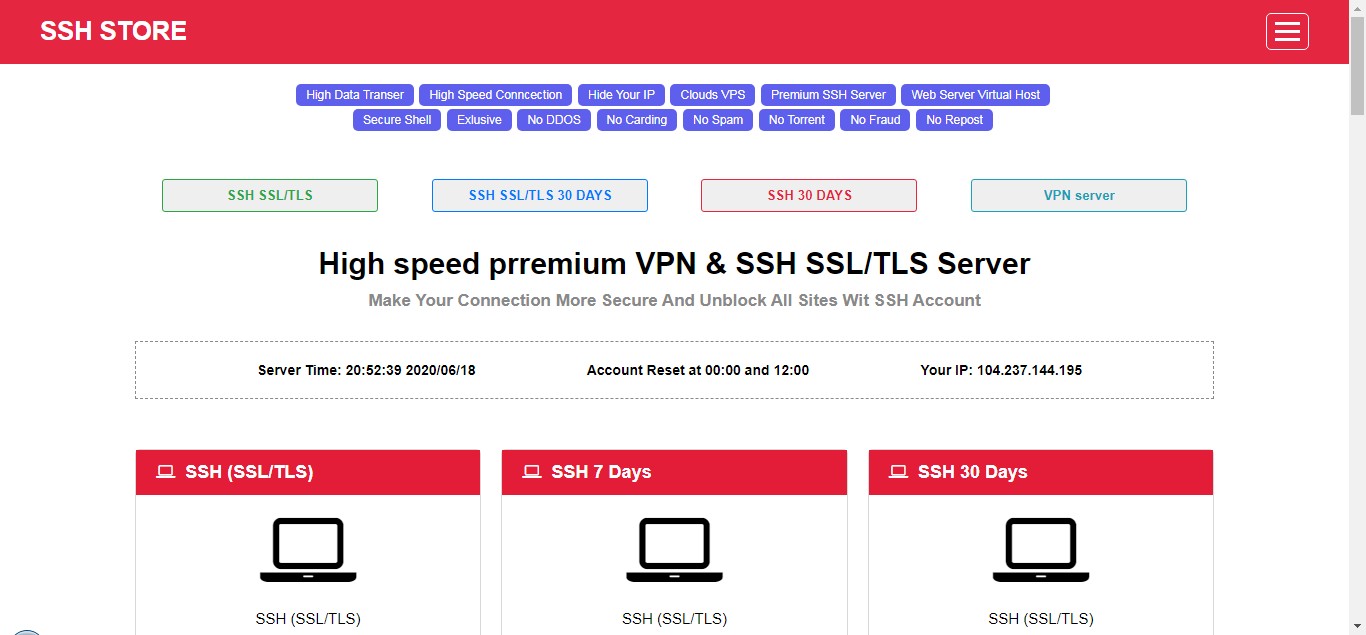 SSH STORE
High Data Transer High Speed Conncection Hide Your IP Clouds VPS Premium SSH Server Web Server Virtual Host
Secure Shell Exlusive No DDOS No Carding No Spam No Torrent No Fraud No Repost
SSH SSL/TLS SSH SSL/TLS 30 DAYS SSH 30 DAYS VPN server
High speed prremium VPN & SSH SSL/TLS Server
Make Your Connection More Secure And Unblock All Sites Wit SSH Account
Server Time: 20:52:39 2020/06/18 Account Reset at 00:00 and 12:00 Your IP: 104.237.144.195
SSH (SSL/TLS) SSH 7 Days SSH 30 Days
SSH (SSL/TLS) SSH (SSL/TLS) SSH (SSL/TLS)